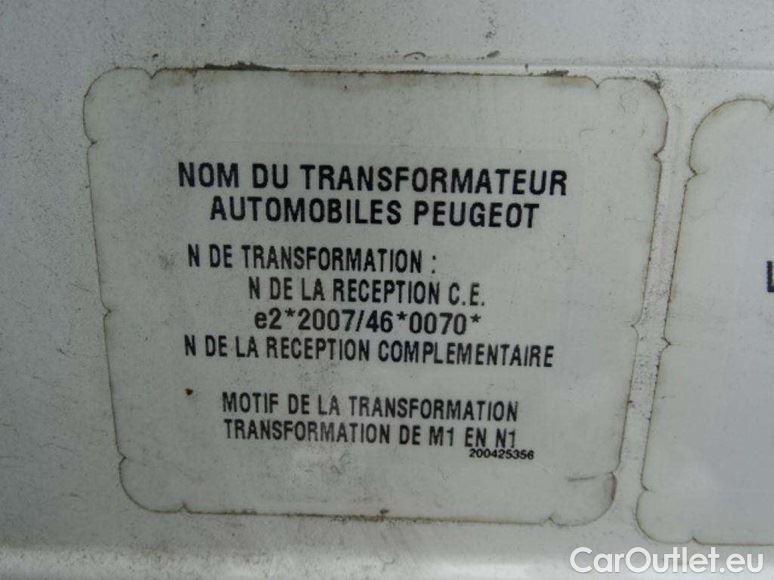 NOM DU TRANSFORMATEUR
AUTOMOBILES PEUGEOT
N DE TRANSFORMATION :
N DE LA RECEPTION C.E.
e2*2007/46*0070*
N DE LA RECEPTION COMPLEMENTAIRE
MOTIF DE LA TRANSFORMATION
TRANSFORMATION DE M1 EN N1
200425356
L
CarOutlet.eu